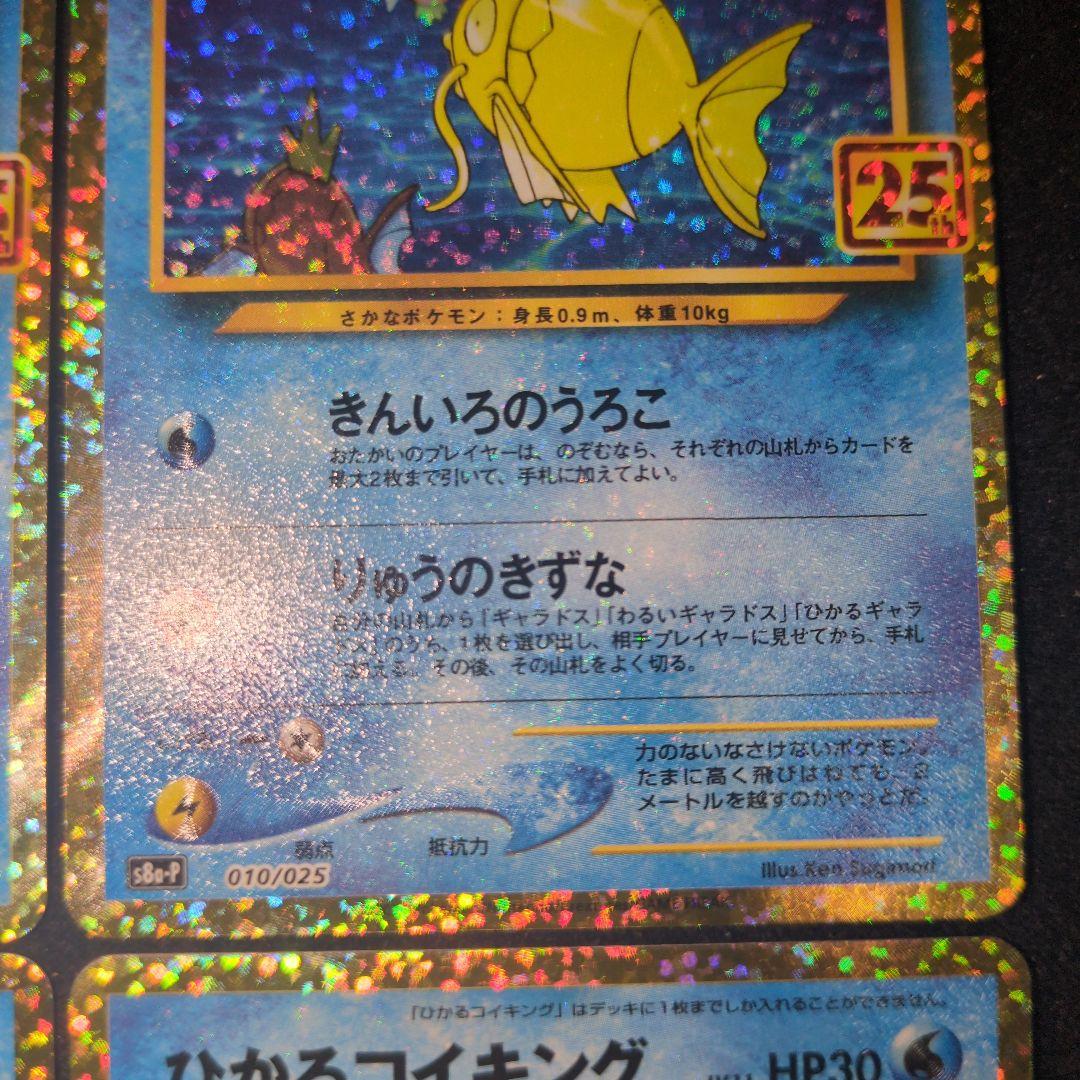 25th
さかなポケモン：身長0.9m、体重10kg
きんいろのうろこ
おたがいのプレイヤーは、のぞむなら、それぞれの山札からカードを
最大2枚まで引いて、手札に加えてよい。
りゅうのきずな
山札から「ギャラドス」「わるいギャラドス」「ひかるギャラ
ドス」のうち、1枚を選び出し、相手プレイヤーに見せてから、手札
その後、その山札をよく切る。
力のないなさけないポケモン。
たまに高く飛びはねても、2
メートルを越すのがやっとだ。
弱点
抵抗力
s8a-P
010/025
Illus. Ken Sugimori
GAME FREAK
「ひかるコイキング」はデッキに1枚までしか入れることができません。
ひかるコイキング
HP30